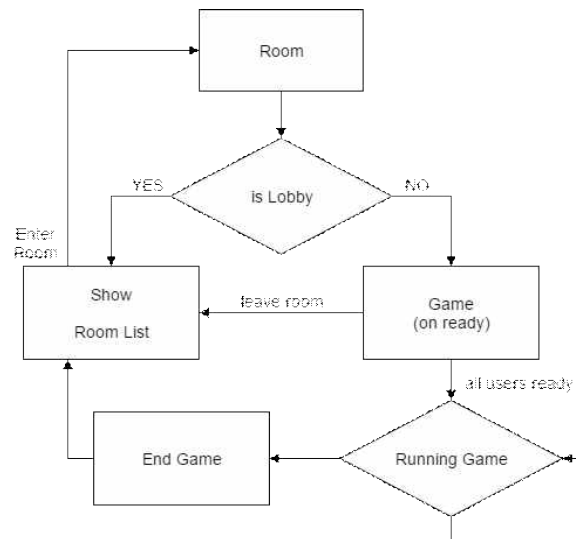 Room
is Lobby
YES
NO
Enter
Room
Show
Room List
leave room
Game
(on ready)
all users ready
End Game
Running Game